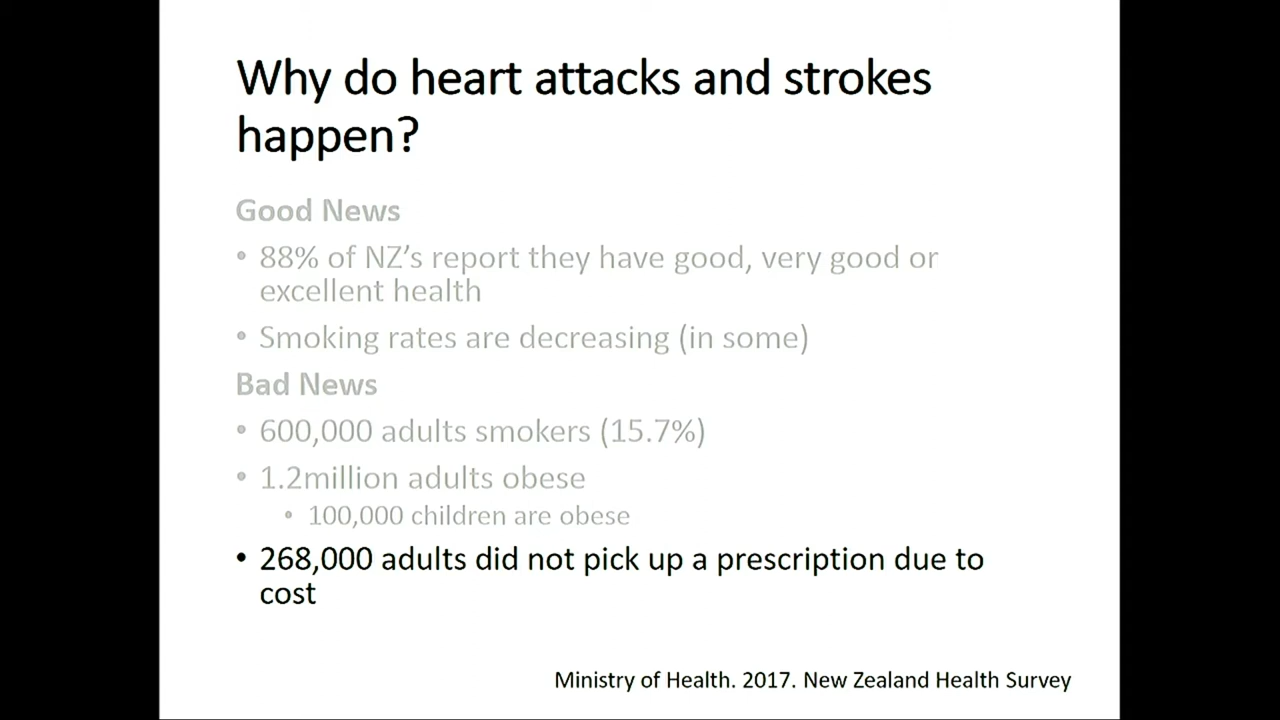 Why do heart attacks and strokes
happen?
Good News
• 88% of NZ’s report they have good, very good or
excellent health
• Smoking rates are decreasing (in some)
Bad News
• 600,000 adults smokers (15.7%)
• 1.2million adults obese
• 100,000 children are obese
• 268,000 adults did not pick up a prescription due to
cost
Ministry of Health. 2017. New Zealand Health Survey